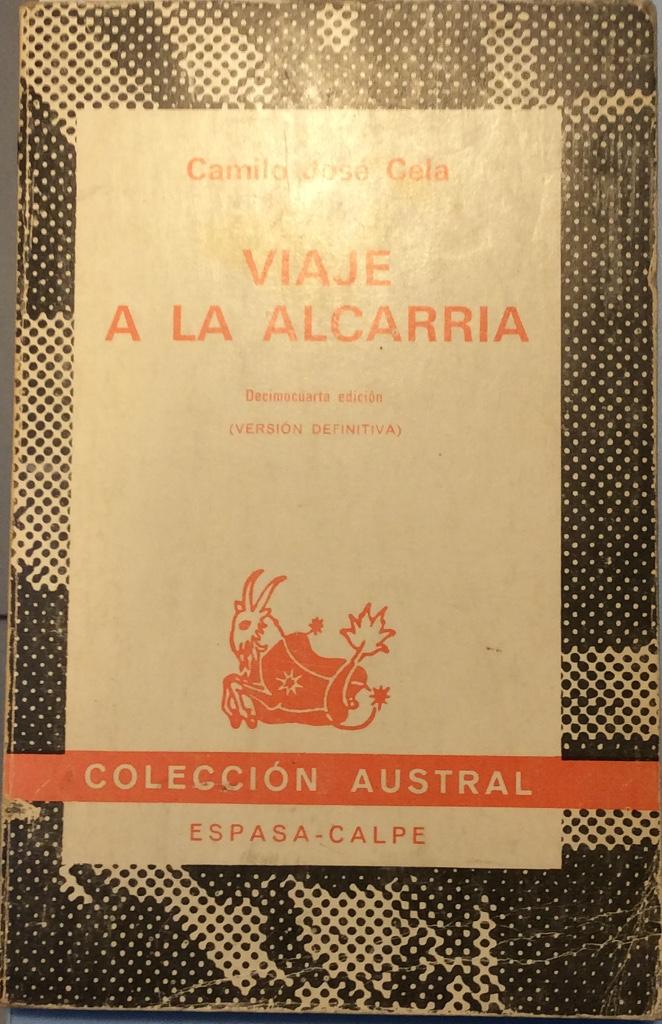 Camilo José Cela
VIAJE
A LA ALCARRIA
Decimocuarta edición
(VERSIÓN DEFINITIVA)
COLECCIÓN AUSTRAL
ESPASA-CALPE